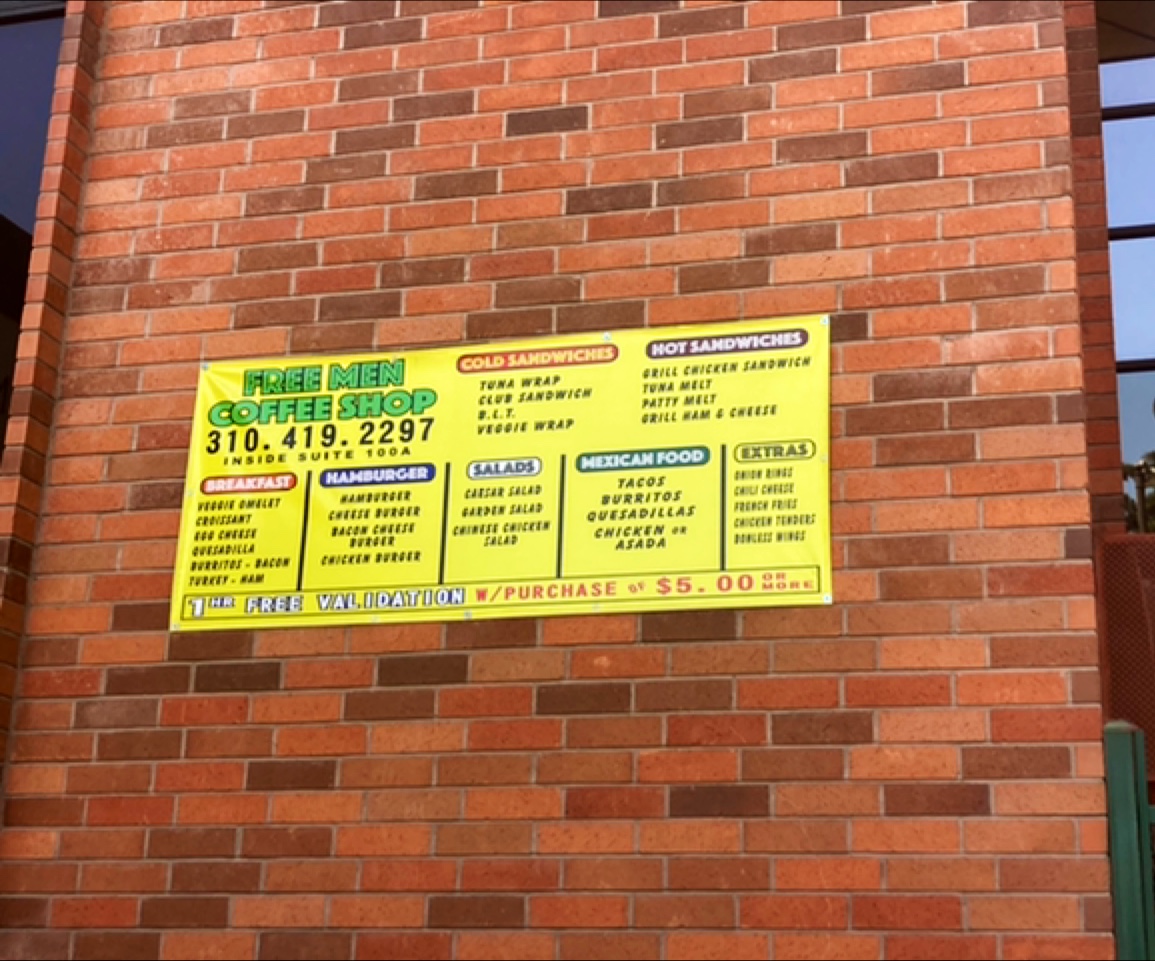 FREE MEN
COFFEE SHOP
310.419.2297
INSIDE SUITE 100A
COLD SANDWICHES
TUNA WRAP
CLUB SANDWICH
B.L.T.
VEGGIE WRAP
HOT SANDWICHES
GRILL CHICKEN SANDWICH
TUNA MELT
PATTY MELT
GRILL HAM & CHEESE
BREAKFAST
VEGGIE OMELET
CROISSANT
EGG CHEESE
QUESADILLA
BURRITOS - BACON
TURKEY - HAM
HAMBURGER
HAMBURGER
CHEESE BURGER
BACON CHEESE
BURGER
CHICKEN BURGER
SALADS
CAESAR SALAD
GARDEN SALAD
CHINESE CHICKEN
SALAD
MEXICAN FOOD
TACOS
BURRITOS
QUESADILLAS
CHICKEN OR
ASADA
EXTRAS
ONION RINGS
CHILI CHEESE
FRENCH FRIES
CHICKEN TENDERS
BONLESS WINGS
1HR FREE VALIDATION W/PURCHASE OF $5.00 OR MORE